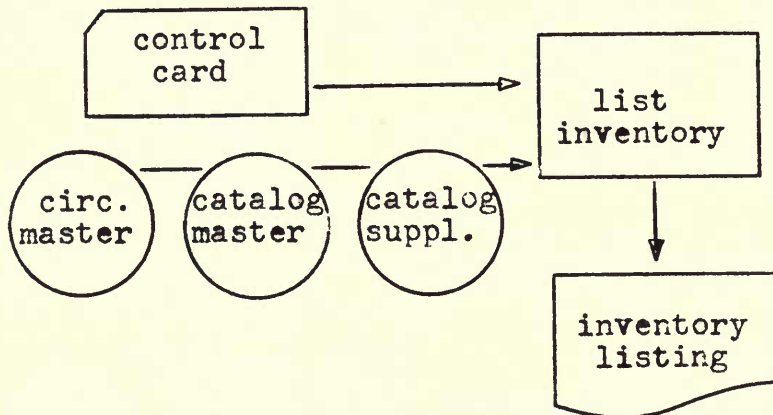 control
card
list
inventory
circ.
master
catalog
master
catalog
suppl.
inventory
listing